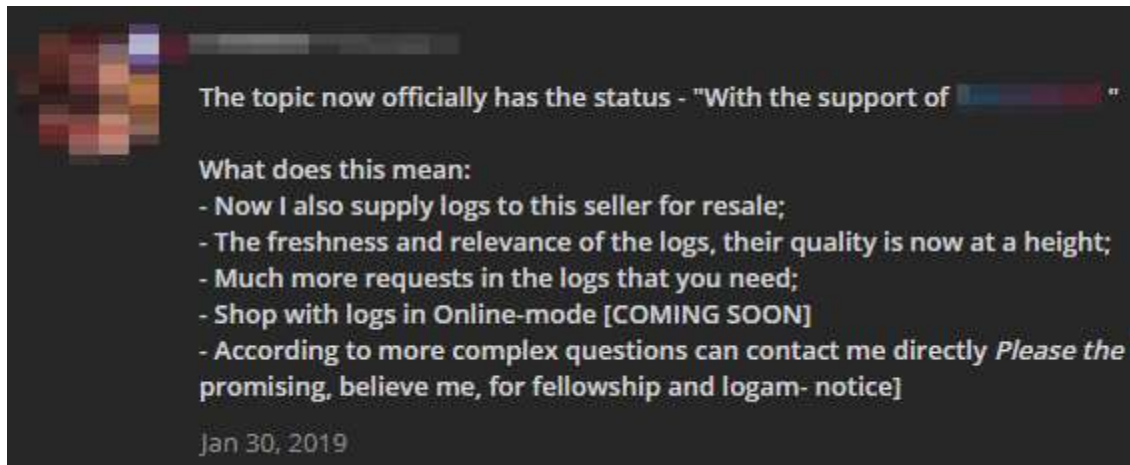 The topic now officially has the status - "With the support of "
What does this mean:
- Now I also supply logs to this seller for resale;
- The freshness and relevance of the logs, their quality is now at a height;
- Much more requests in the logs that you need;
- Shop with logs in Online-mode [COMING SOON]
- According to more complex questions can contact me directly Please the
promising, believe me, for fellowship and logam- notice]
Jan 30, 2019